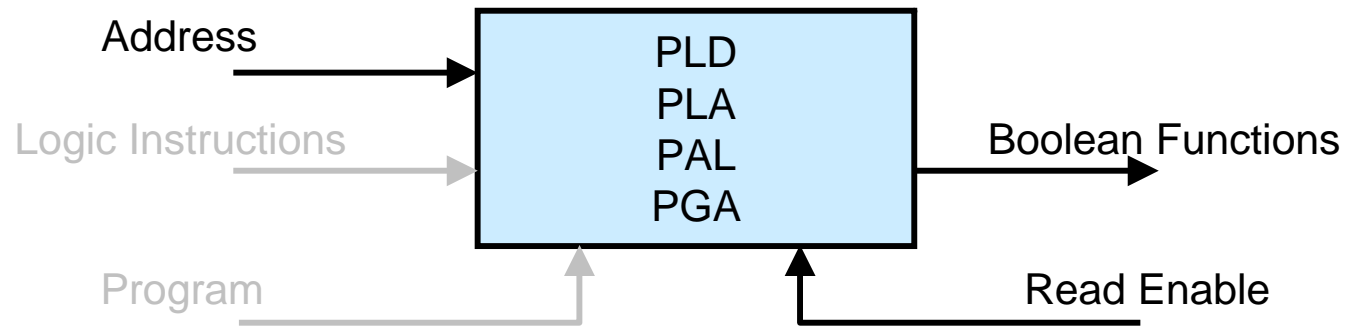 Address
PLD
PLA
Logic Instructions
PAL
Boolean Functions
PGA
Program
Read Enable